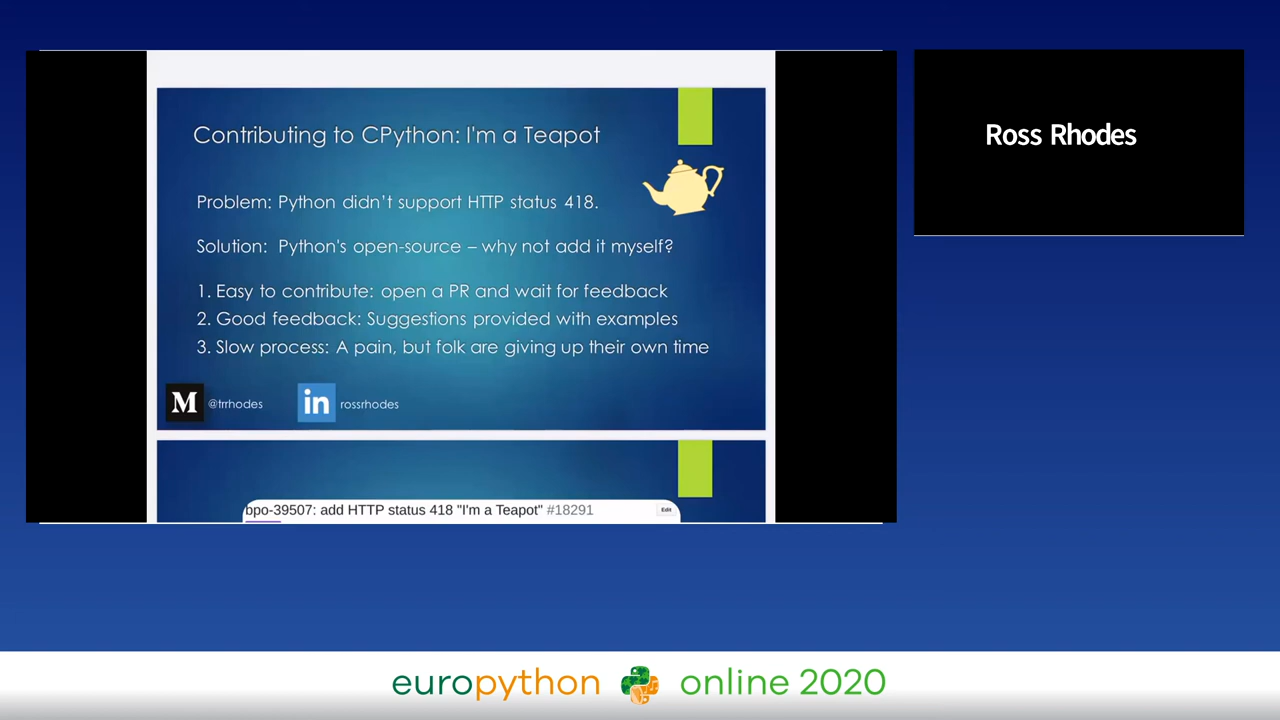 Contributing to CPython: I'm a Teapot
Problem: Python didn't support HTTP status 418.
Solution: Python's open-source – why not add it myself?
1. Easy to contribute: open a PR and wait for feedback
2. Good feedback: Suggestions provided with examples
3. Slow process: A pain, but folk are giving up their own time
M @trrhodes in rossrhodes
bpo-39507: add HTTP status 418 "I'm a Teapot" #18291 Edit
Ross Rhodes
europython online 2020